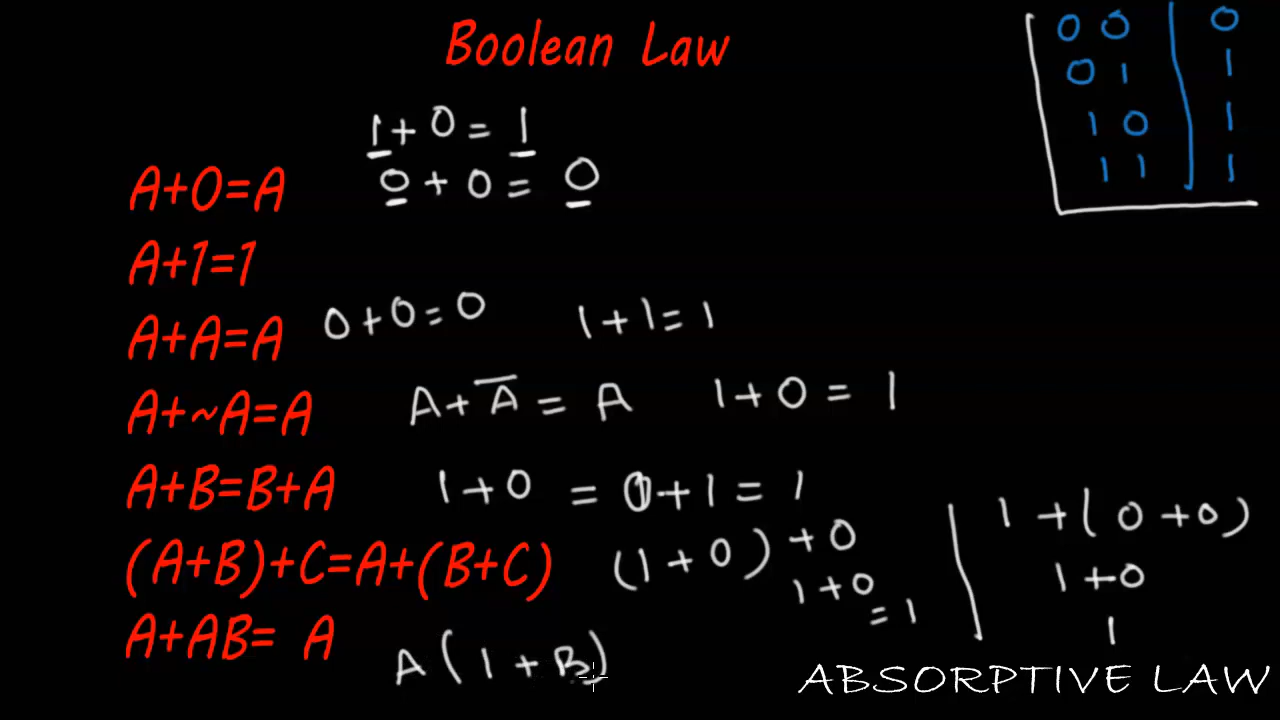 Boolean Law
0 0 | 0
0 1 | 1
1 0 | 1
1 1 | 1
1+0=1
0+0=0
A+0=A
A+1=1
A+A=A
0+0=0 1+1=1
A+~A=A
A+A̅=A 1+0=1
A+B=B+A
1+0=0+1=1
(A+B)+C=A+(B+C)
(1+0)+0
1+0
=1
1+(0+0)
1+0
1
A+AB= A
A(1+B)
ABSORPTIVE LAW